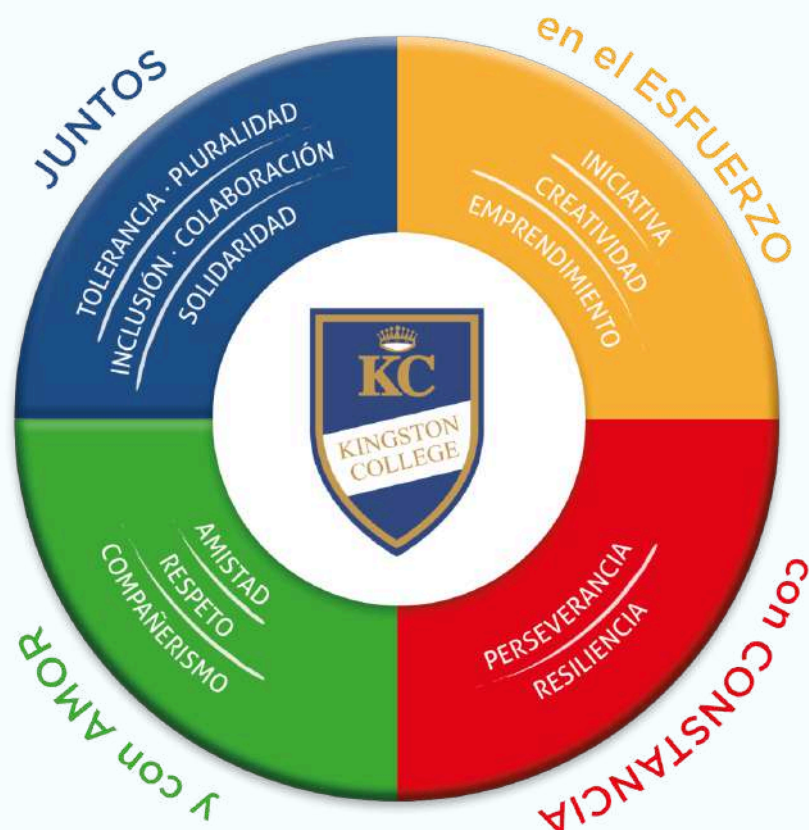 JUNTOS
TOLERANCIA · PLURALIDAD
INCLUSIÓN · COLABORACIÓN
SOLIDARIDAD
en el ESFUERZO
INICIATIVA
CREATIVIDAD
EMPRENDIMIENTO
con CONSTANCIA
PERSEVERANCIA
RESILIENCIA
y con AMOR
AMISTAD
RESPETO
COMPAÑERISMO
KC
KINGSTON
COLLEGE